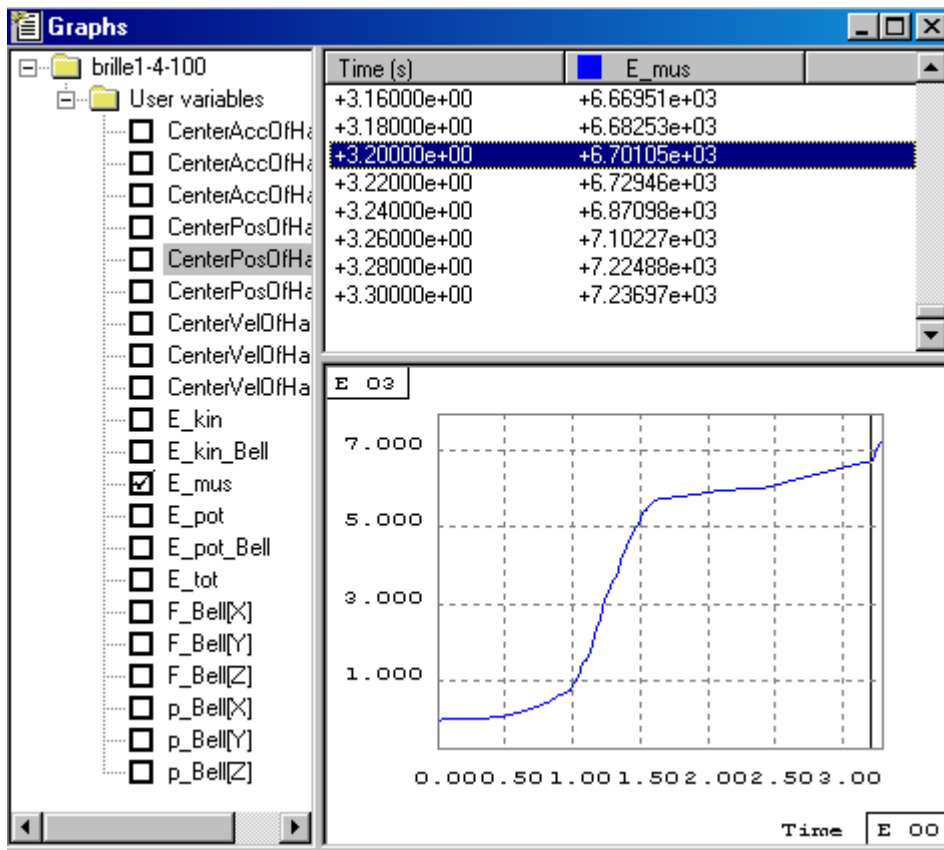 Graphs
brille1-4-100
User variables
CenterAccOfHa
CenterAccOfHa
CenterAccOfHa
CenterPosOfHa
CenterPosOfHa
CenterPosOfHa
CenterVelOfHa
CenterVelOfHa
CenterVelOfHa
E_kin
E_kin_Bell
E_mus
E_pot
E_pot_Bell
E_tot
F_Bell[X]
F_Bell[Y]
F_Bell[Z]
p_Bell[X]
p_Bell[Y]
p_Bell[Z]
Time (s) E_mus
+3.16000e+00 +6.66951e+03
+3.18000e+00 +6.68253e+03
+3.20000e+00 +6.70105e+03
+3.22000e+00 +6.72946e+03
+3.24000e+00 +6.87098e+03
+3.26000e+00 +7.10227e+03
+3.28000e+00 +7.22488e+03
+3.30000e+00 +7.23697e+03
E 03
7.000
5.000
3.000
1.000
0.000.501.001.502.002.503.00
Time E 00